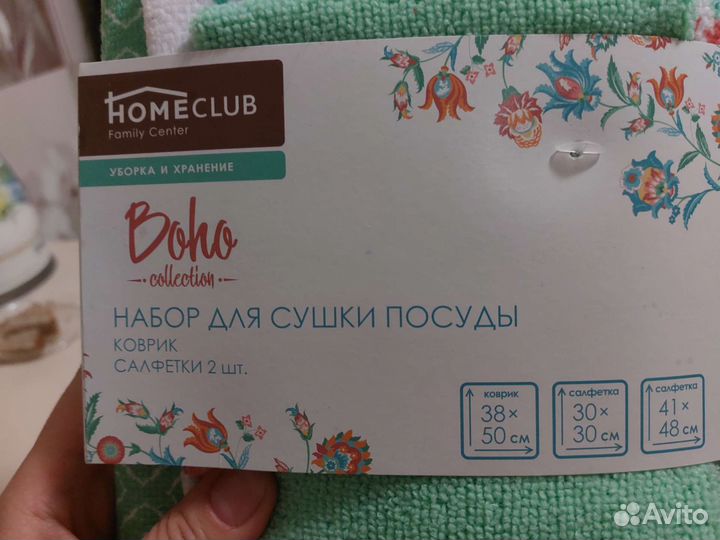 HOMECLUB
Family Center
УБОРКА И ХРАНЕНИЕ
Boho
collection
НАБОР ДЛЯ СУШКИ ПОСУДЫ
КОВРИК
САЛФЕТКИ 2 шт.
коврик
38×
50 см
салфетка
30×
30 см
салфетка
41×
48 см
Avito